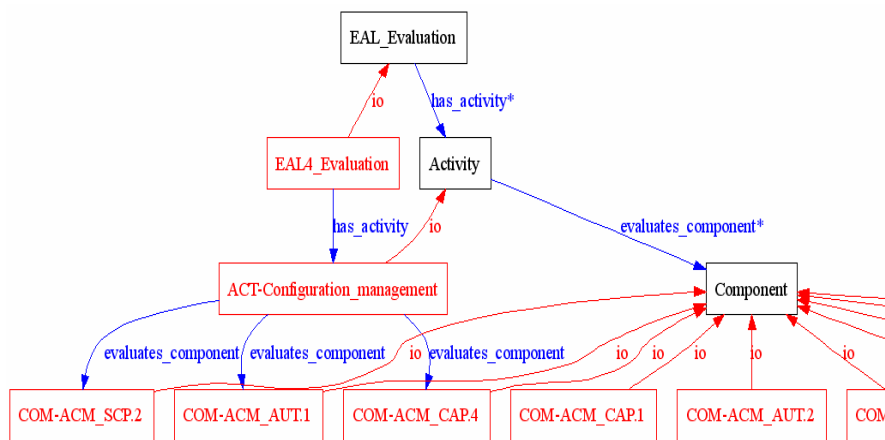 EAL_Evaluation
io
has_activity*
EAL4_Evaluation
Activity
has_activity
io
evaluates_component*
ACT-Configuration_management
Component
evaluates_component
evaluates_component
evaluates_component
io
io
io
io
io
io
COM-ACM_SCP.2
COM-ACM_AUT.1
COM-ACM_CAP.4
COM-ACM_CAP.1
COM-ACM_AUT.2
COM